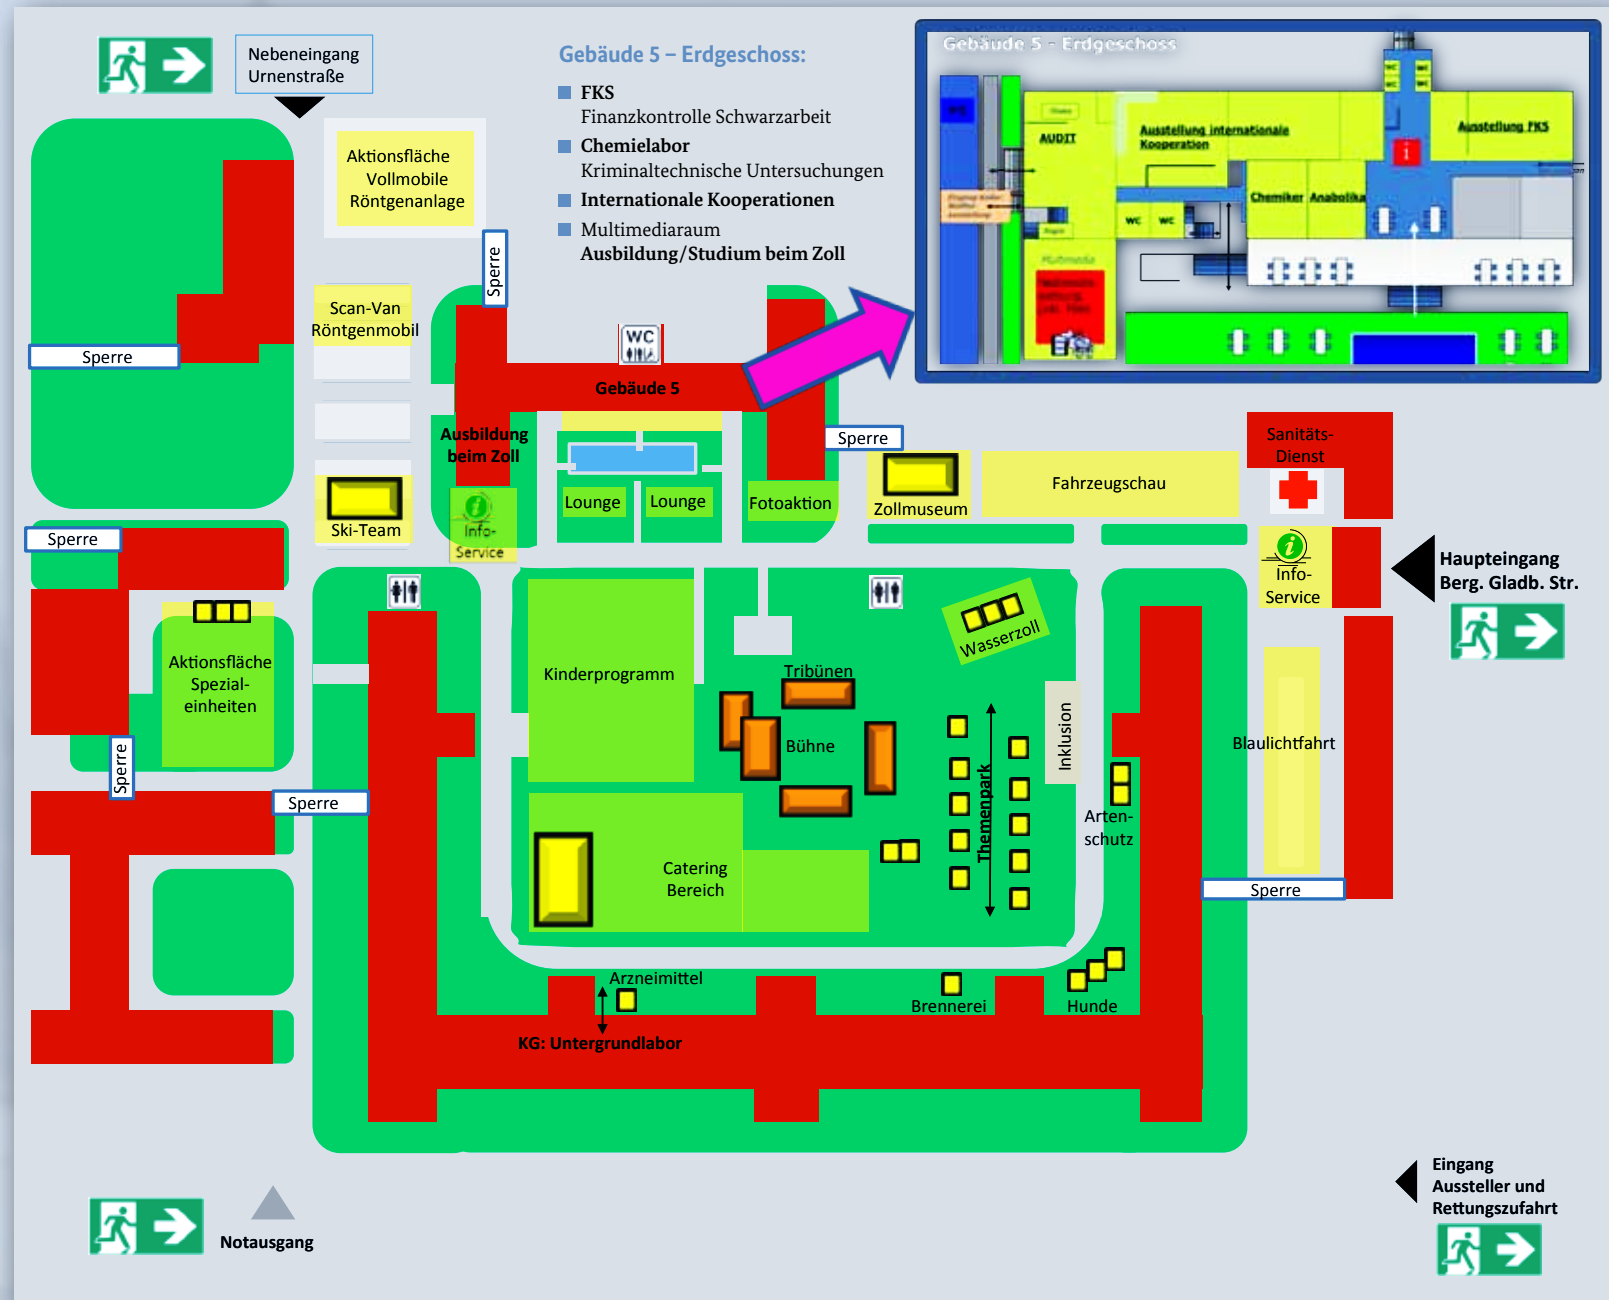 Nebeneingang
Urnenstraße
Gebäude 5 – Erdgeschoss:
FKS
Finanzkontrolle Schwarzarbeit
Chemielabor
Kriminaltechnische Untersuchungen
Internationale Kooperationen
Multimediaraum
Ausbildung/Studium beim Zoll
Gebäude 5 - Erdgeschoss
WC
WC
AUDIT
Ausstellung internationale
Kooperation
Ausstellung FKS
i
Chemiker
Anabolika
WC
WC
Multimedia
Aktionsfläche
Vollmobile
Röntgenanlage
Sperre
Scan-Van
Röntgenmobil
Sperre
WC
Gebäude 5
Ausbildung
beim Zoll
Sperre
Sanitäts-
Dienst
Lounge
Lounge
Fotoaktion
Zollmuseum
Fahrzeugschau
Ski-Team
i
Info-
Service
Sperre
i
Info-
Service
Haupteingang
Berg. Gladb. Str.
Wasserzoll
Aktionsfläche
Spezial-
einheiten
Kinderprogramm
Tribünen
Bühne
Inklusion
Blaulichtfahrt
Sperre
Sperre
Themenpark
Arten-
schutz
Catering
Bereich
Sperre
Arzneimittel
Brennerei
Hunde
KG: Untergrundlabor
Eingang
Aussteller und
Rettungszufahrt
Notausgang